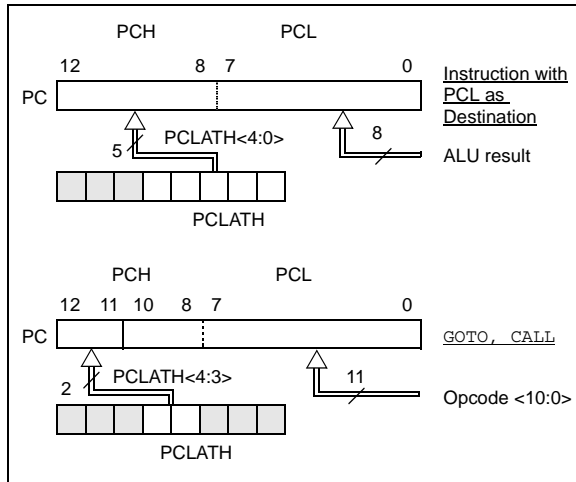 PCH PCL
12 8 7 0
PC
Instruction with
PCL as
Destination
5 PCLATH<4:0> 8
ALU result
PCLATH
PCH PCL
12 11 10 8 7 0
PC
GOTO, CALL
2 PCLATH<4:3> 11
Opcode <10:0>
PCLATH